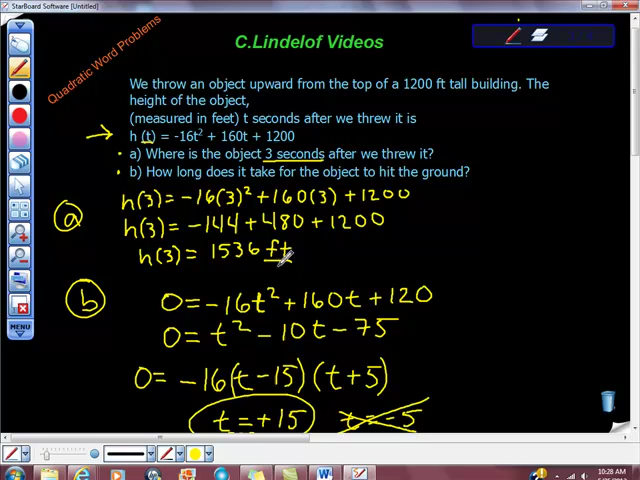 StarBoard Software
Quadratic Word Problems
C.Lindelof Videos
We throw an object upward from the top of a 1200 ft tall building. The
height of the object,
(measured in feet) t seconds after we threw it is
h (t) = -16t² + 160t + 1200
• a) Where is the object 3 seconds after we threw it?
• b) How long does it take for the object to hit the ground?
h(3) = -16(3)² + 160(3) + 1200
a
h(3) = -144 + 480 + 1200
h(3) = 1536 ft
b
0 = -16t² + 160t + 120
0 = t² - 10t - 75
0 = -16(t-15)(t+5)
t = +15 t = -5
MENU
10:28 AM